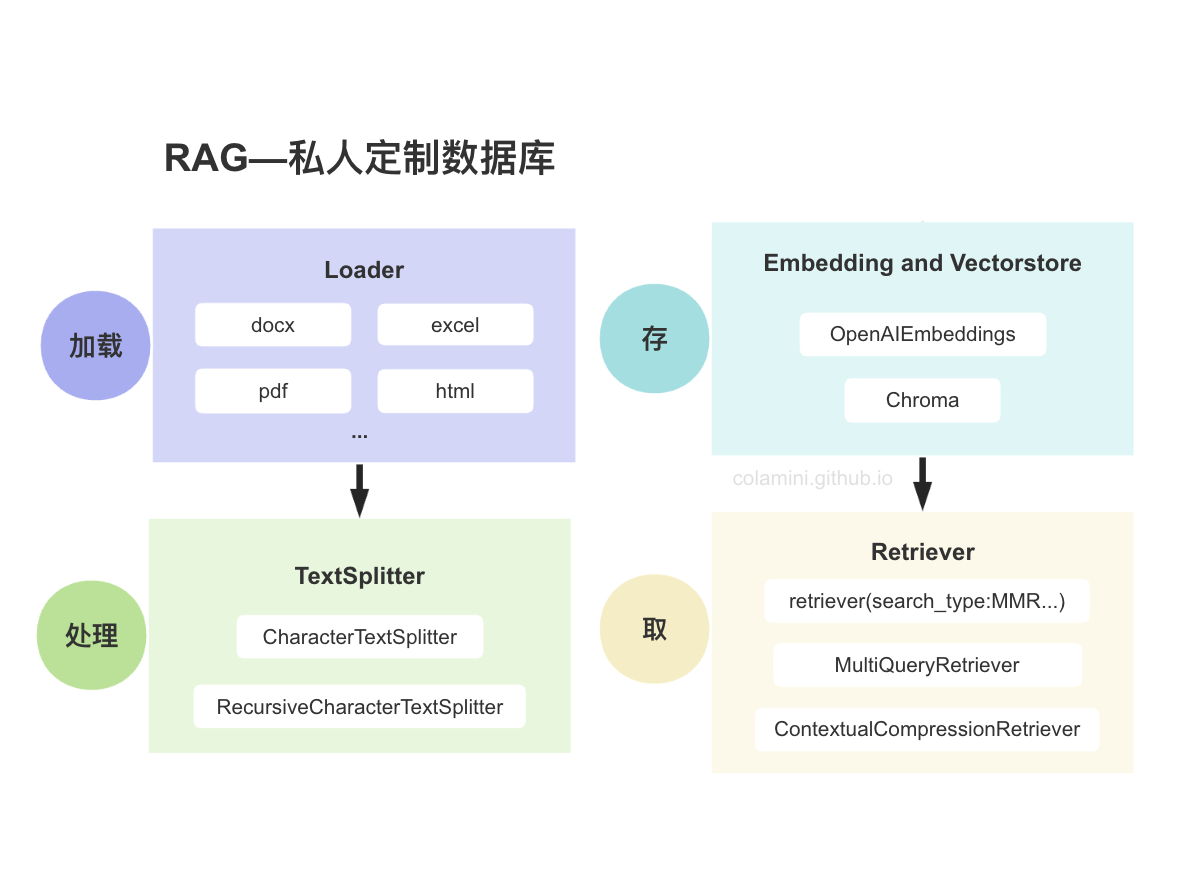 RAG—私人定制数据库
加载
Loader
docx
excel
pdf
html
...
处理
TextSplitter
CharacterTextSplitter
RecursiveCharacterTextSplitter
存
Embedding and Vectorstore
OpenAIEmbeddings
Chroma
colamini.github.io
取
Retriever
retriever(search_type:MMR...)
MultiQueryRetriever
ContextualCompressionRetriever